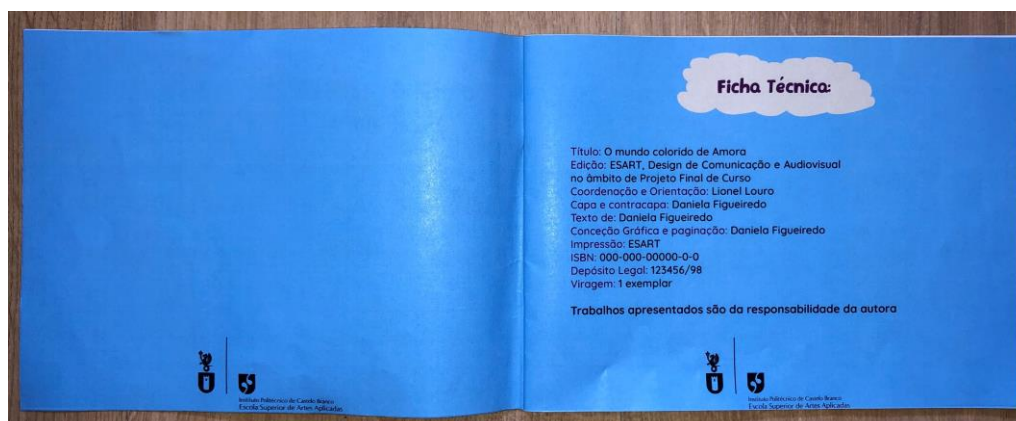 Instituto Politécnico de Castelo Branco
Escola Superior de Artes Aplicadas
Ficha Técnica:
Título: O mundo colorido de Amora
Edição: ESART, Design de Comunicação e Audiovisual
no âmbito de Projeto Final de Curso
Coordenação e Orientação: Lionel Louro
Capa e contracapa: Daniela Figueiredo
Texto de: Daniela Figueiredo
Conceção Gráfica e paginação: Daniela Figueiredo
Impressão: ESART
ISBN: 000-000-00000-0-0
Depósito Legal: 123456/98
Viragem: 1 exemplar
Trabalhos apresentados são da responsabilidade da autora
Instituto Politécnico de Castelo Branco
Escola Superior de Artes Aplicadas